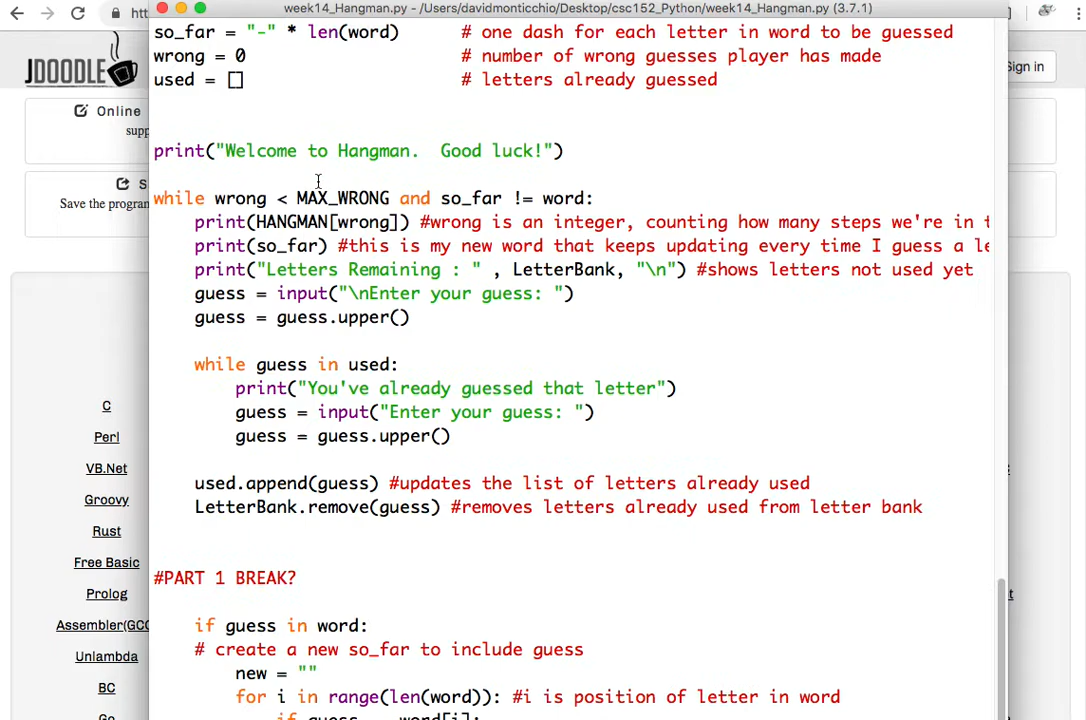 week14_Hangman.py - /Users/davidmonticchio/Desktop/csc152_Python/week14_Hangman.py (3.7.1)
htt
Sign in
JDOODLE
Online
supp
S
Save the program
C
Perl
VB.Net
Groovy
Rust
Free Basic
Prolog
Assembler(GCC
Unlambda
BC
Go
so_far = "-" * len(word) # one dash for each letter in word to be guessed
wrong = 0 # number of wrong guesses player has made
used = [] # letters already guessed
print("Welcome to Hangman.  Good luck!")
while wrong < MAX_WRONG and so_far != word:
print(HANGMAN[wrong]) #wrong is an integer, counting how many steps we're in t
print(so_far) #this is my new word that keeps updating every time I guess a le
print("Letters Remaining : " , LetterBank, "\n") #shows letters not used yet
guess = input("\nEnter your guess: ")
guess = guess.upper()
while guess in used:
print("You've already guessed that letter")
guess = input("Enter your guess: ")
guess = guess.upper()
used.append(guess) #updates the list of letters already used
LetterBank.remove(guess) #removes letters already used from letter bank
#PART 1 BREAK?
if guess in word:
# create a new so_far to include guess
new = ""
for i in range(len(word)): #i is position of letter in word
if guess == word[i]: